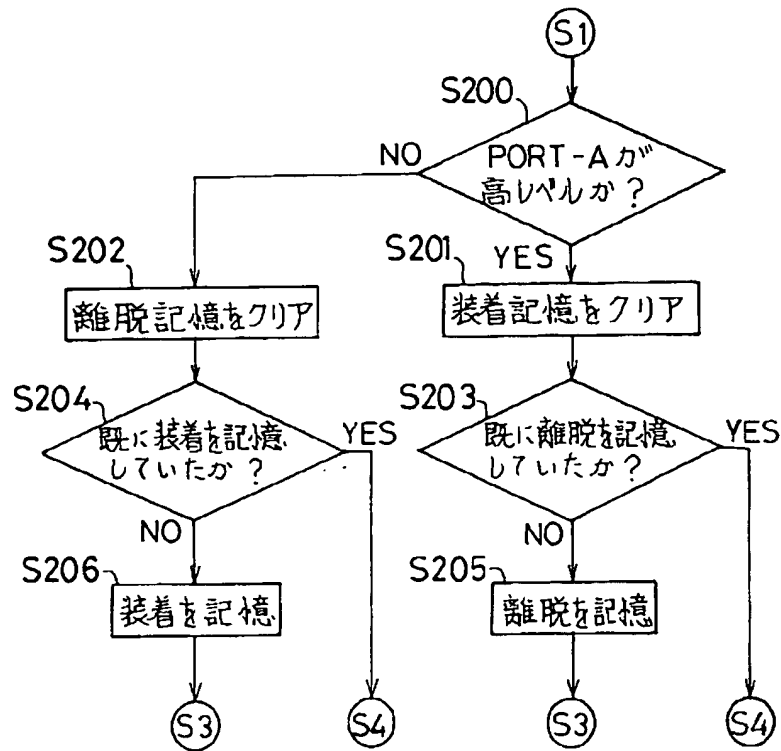 S1
S200
PORT-Aが
高レベルか？
NO
YES
S202
離脱記憶をクリア
S201
装着記憶をクリア
S204
既に装着を記憶
していたか？
YES
NO
S203
既に離脱を記憶
していたか？
YES
NO
S206
装着を記憶
S205
離脱を記憶
S3
S4
S3
S4